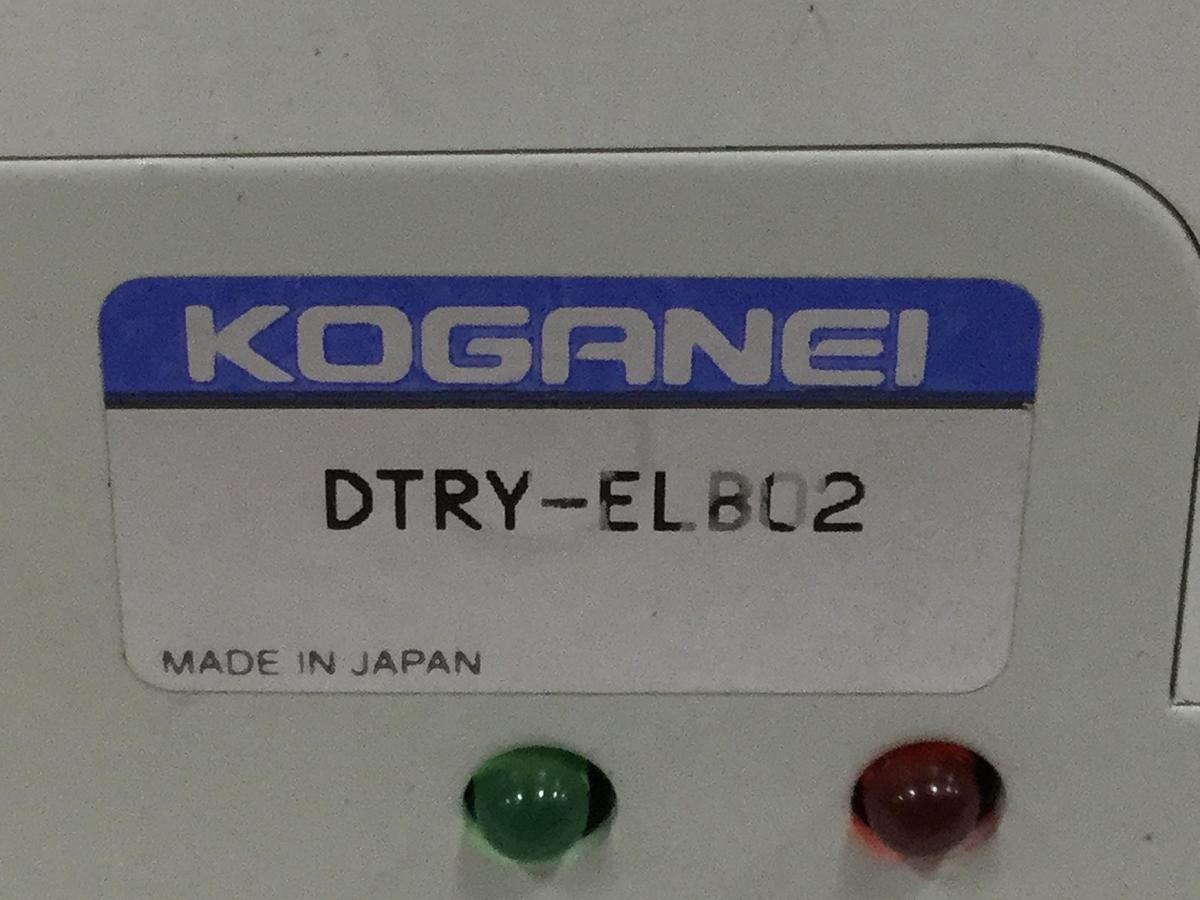 KOGANEI
DTRY-ELB02
MADE IN JAPAN